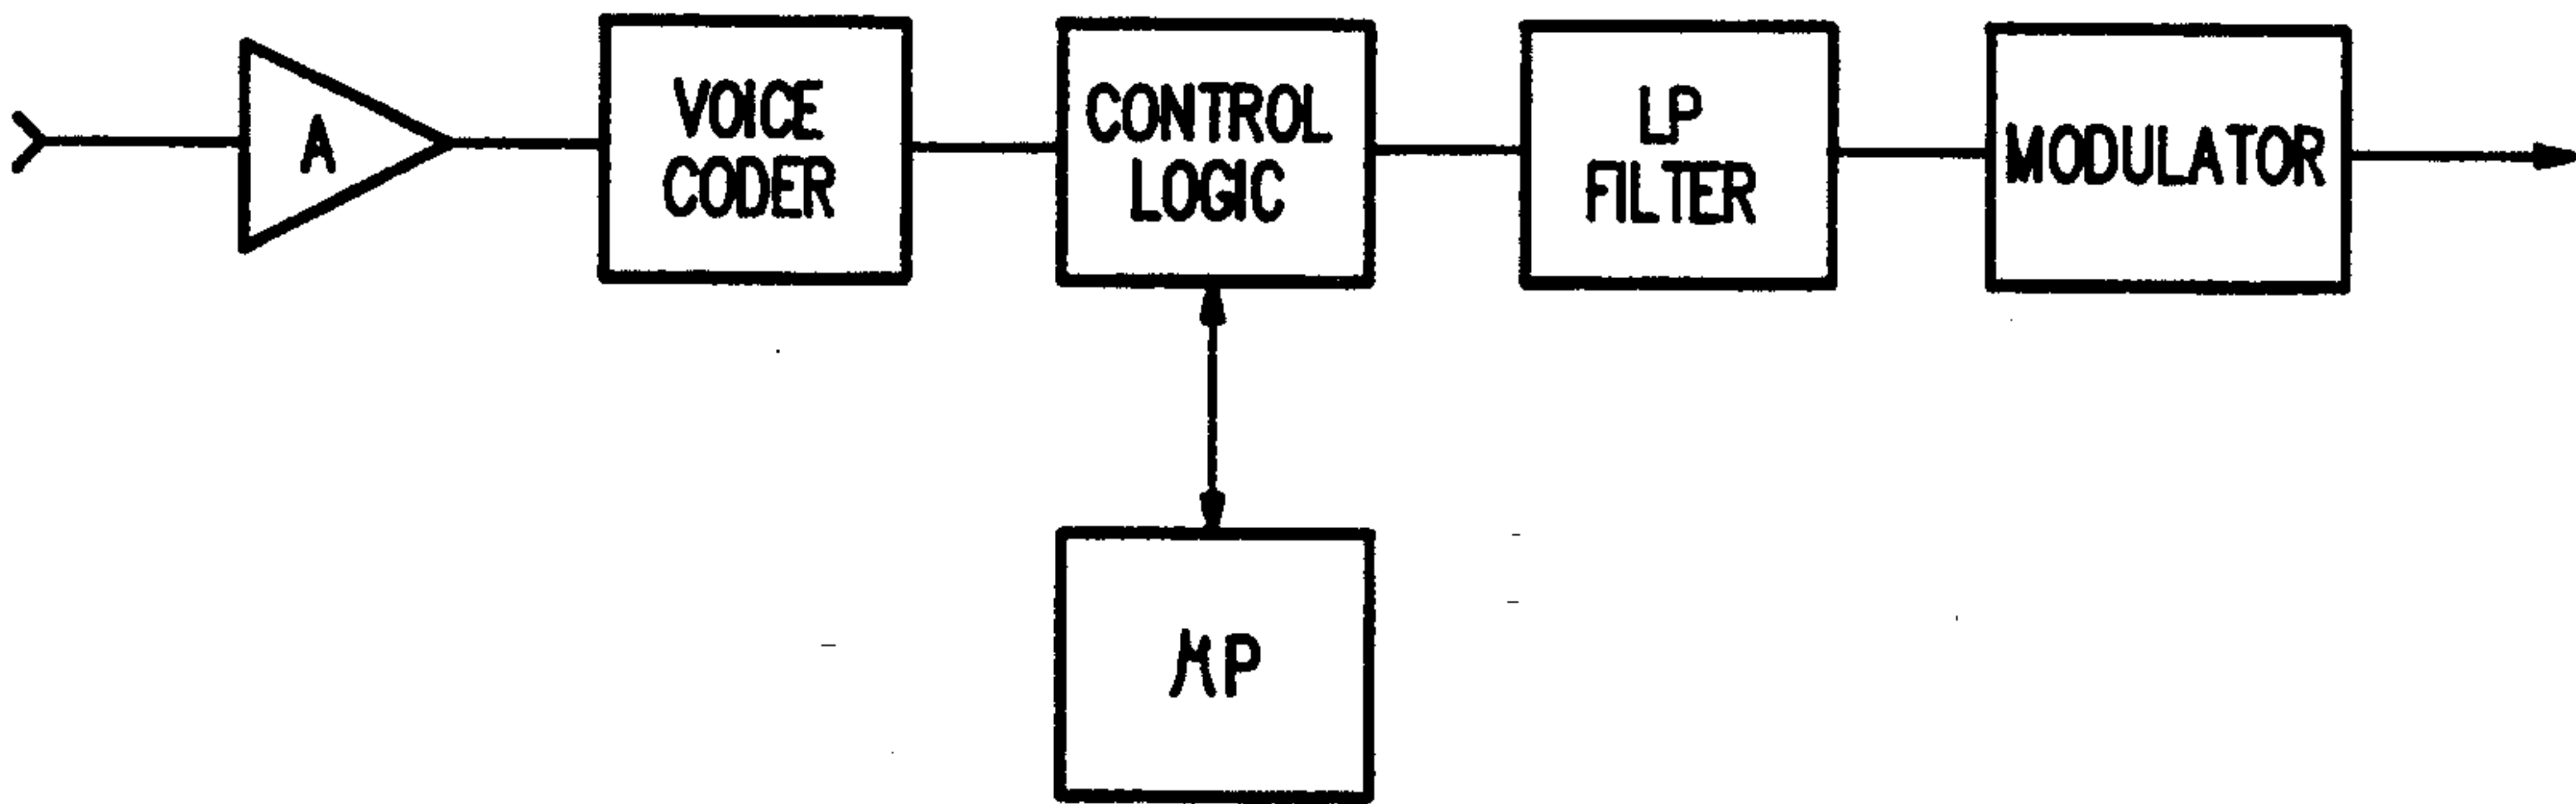 A
VOICE
CODER
CONTROL
LOGIC
LP
FILTER
MODULATOR
μP